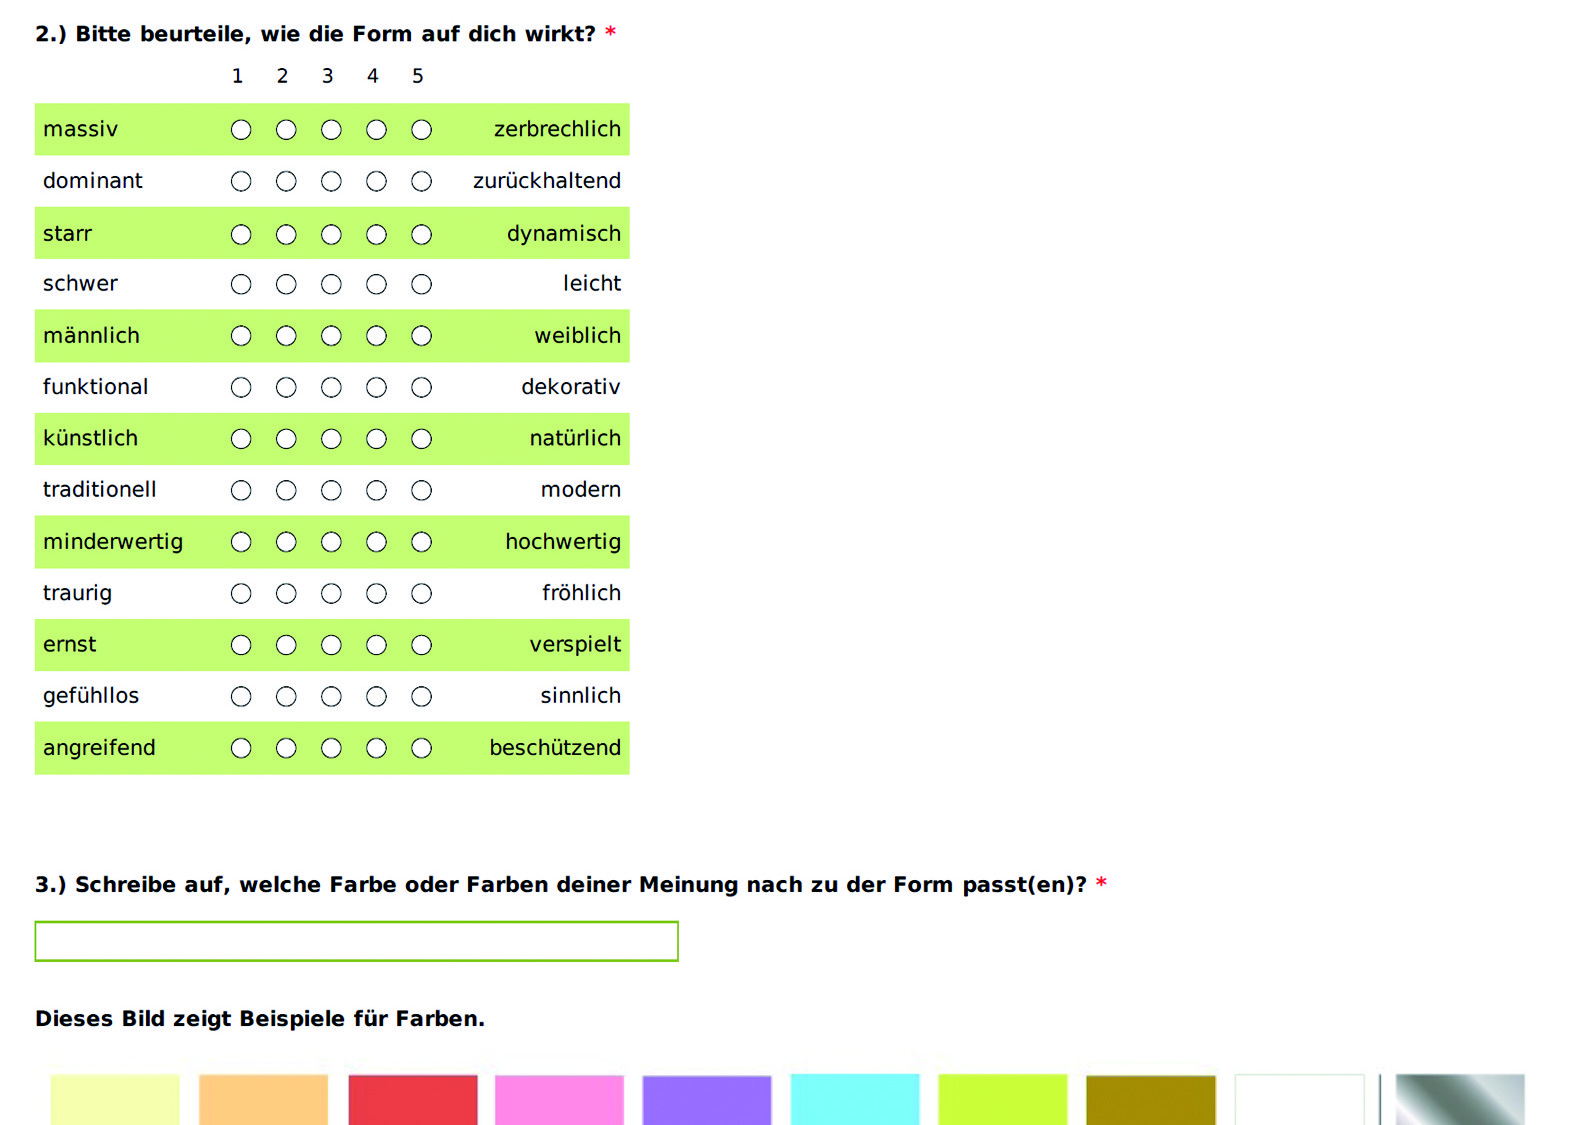 2.) Bitte beurteile, wie die Form auf dich wirkt? *
1 2 3 4 5
massiv zerbrechlich
dominant zurückhaltend
starr dynamisch
schwer leicht
männlich weiblich
funktional dekorativ
künstlich natürlich
traditionell modern
minderwertig hochwertig
traurig fröhlich
ernst verspielt
gefühllos sinnlich
angreifend beschützend
3.) Schreibe auf, welche Farbe oder Farben deiner Meinung nach zu der Form passt(en)? *
Dieses Bild zeigt Beispiele für Farben.